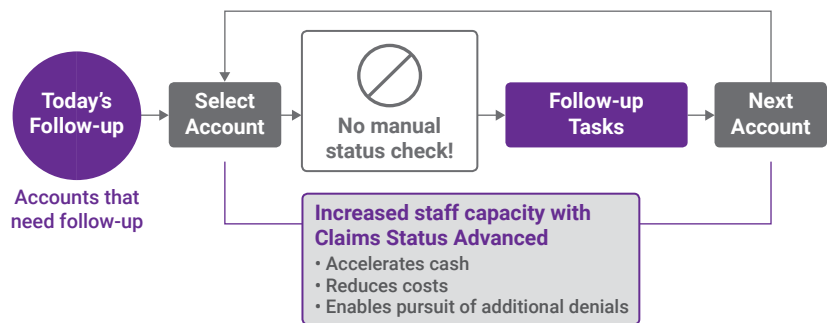 Today's
Follow-up
Select
Account
No manual
status check!
Follow-up
Tasks
Next
Account
Accounts that
need follow-up
Increased staff capacity with
Claims Status Advanced
• Accelerates cash
• Reduces costs
• Enables pursuit of additional denials